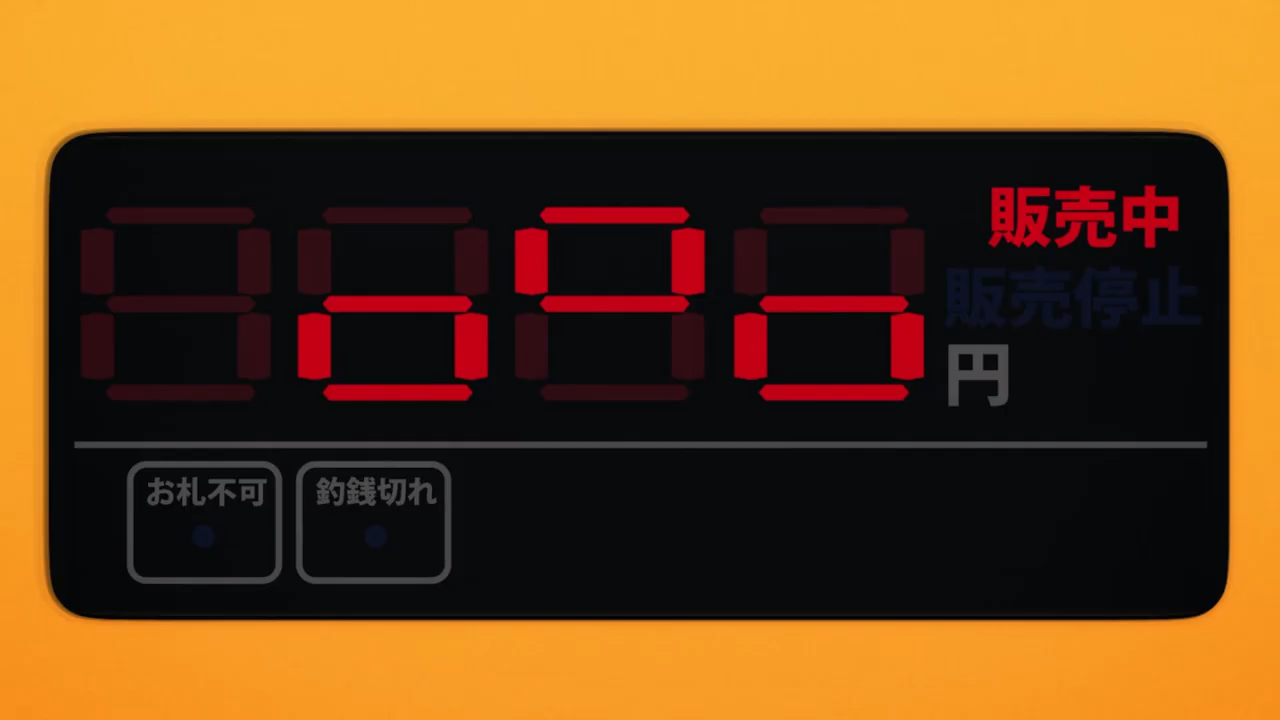 販売中
販売停止
円
お札不可 釣銭切れ